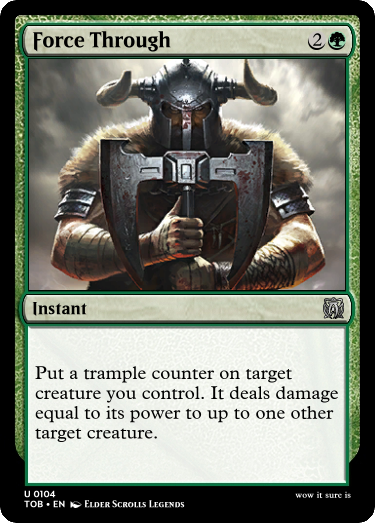 Force Through 2
Instant
Put a trample counter on target
creature you control. It deals damage
equal to its power to up to one other
target creature.
U 0104
TOB • EN Elder Scrolls Legends
wow it sure is